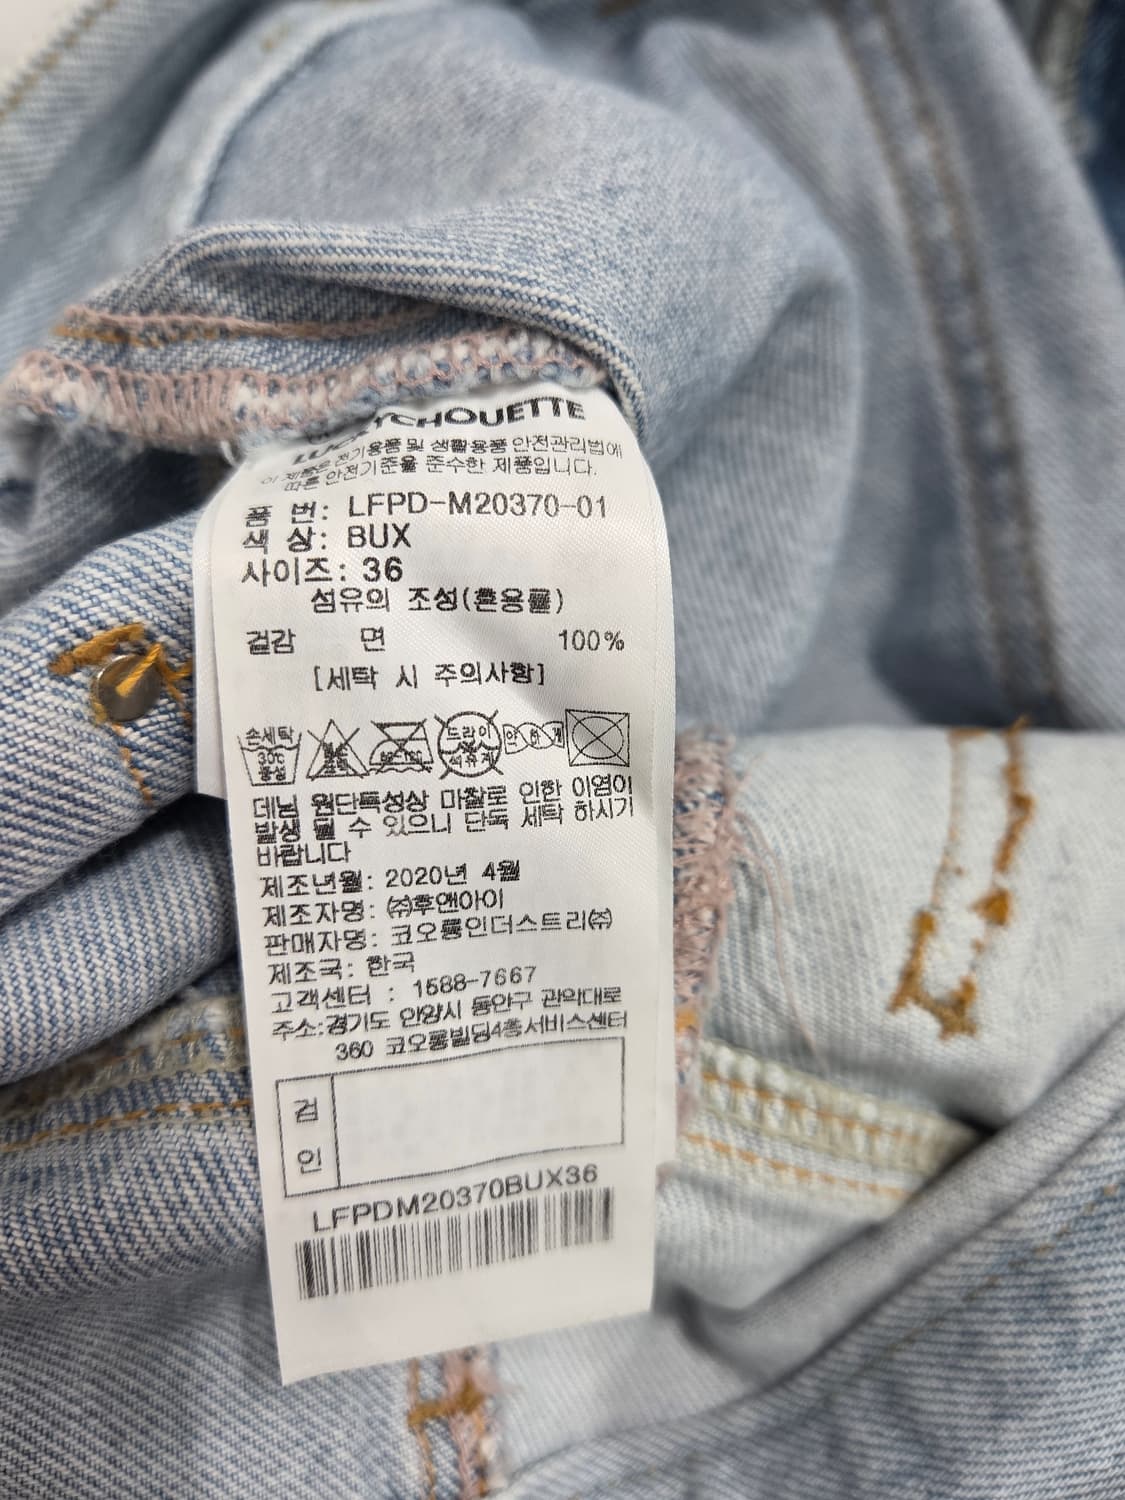 LUCKYCHOUETTE
이 제품은 전기용품 및 생활용품 안전관리법에
따른 안전기준을 준수한 제품입니다.
품 번: LFPD-M20370-01
색 상: BUX
사이즈: 36
섬유의 조성(혼용률)
겉감 면 100%
[세탁 시 주의사항]
손세탁 30℃ 중성 드라이 석유계 약하게
데님 원단특성상 마찰로 인한 이염이
발생 될 수 있으니 단독 세탁 하시기
바랍니다
제조년월: 2020년 4월
제조자명: ㈜후앤아이
판매자명: 코오롱인더스트리㈜
제조국: 한국
고객센터 : 1588-7667
주소:경기도 안양시 동안구 관악대로
360 코오롱빌딩4층서비스센터
검
인
LFPDM20370BUX36